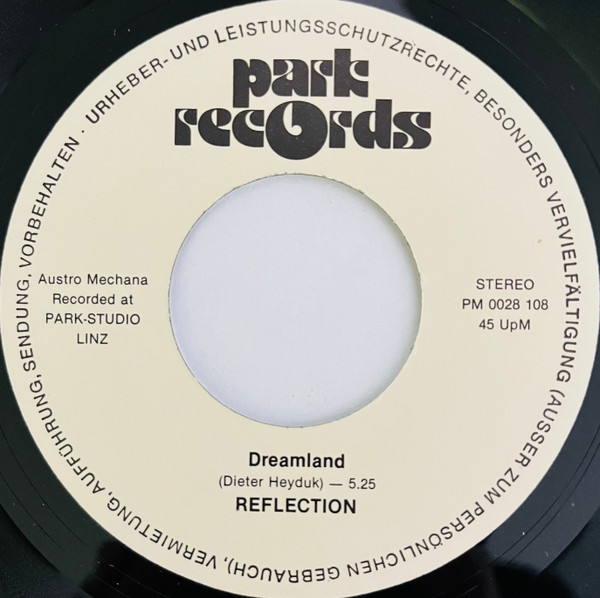 URHEBER- UND LEISTUNGSSCHUTZRECHTE, BESONDERS VERVIELFÄLTIGUNG (AUSSER ZUM PERSÖNLICHEN GEBRAUCH), VERMIETUNG, AUFFÜHRUNG, SENDUNG, VORBEHALTEN ·
park
records
Austro Mechana
Recorded at
PARK-STUDIO
LINZ
STEREO
PM 0028 108
45 UpM
Dreamland
(Dieter Heyduk) — 5.25
REFLECTION